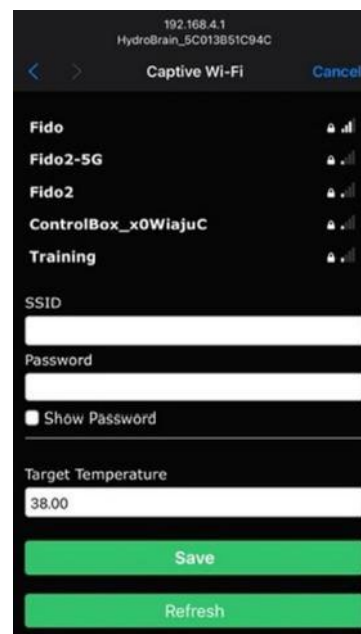 192.168.4.1
HydroBrain_5C013B51C94C
Captive Wi-Fi Cancel
Fido
Fido2-5G
Fido2
ControlBox_x0WiajuC
Training
SSID
Password
Show Password
Target Temperature
38.00
Save
Refresh